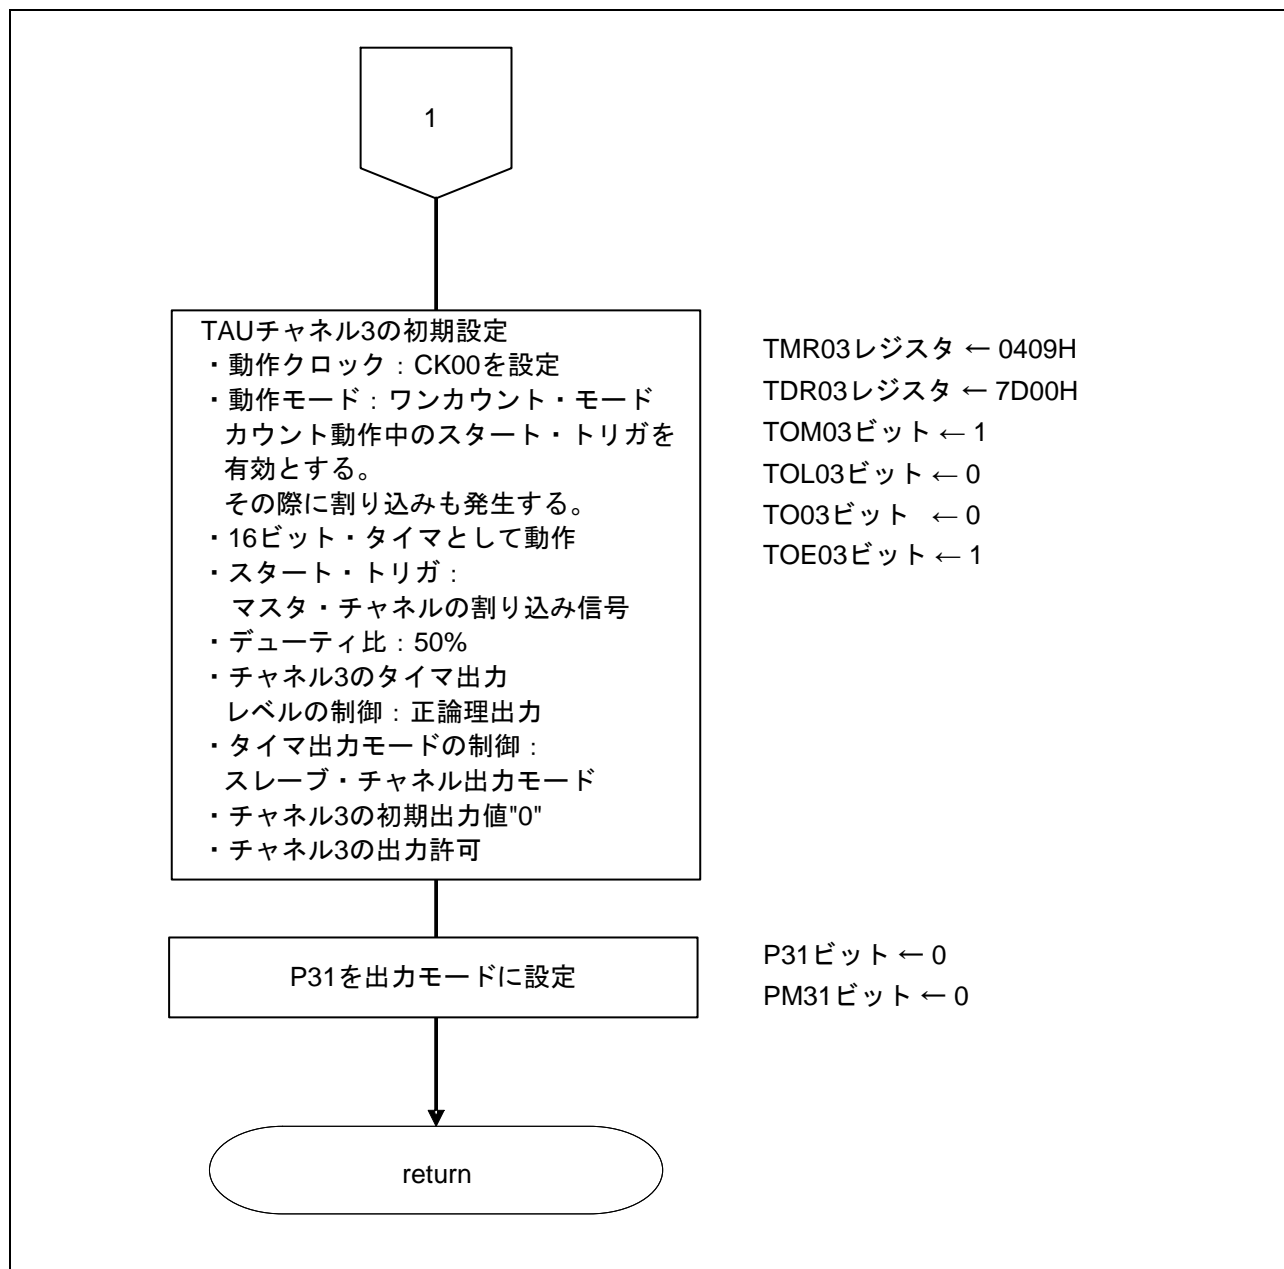 1
TAUチャネル3の初期設定
・動作クロック：CK00を設定
・動作モード：ワンカウント・モード
カウント動作中のスタート・トリガを
有効とする。
その際に割り込みも発生する。
・16ビット・タイマとして動作
・スタート・トリガ：
マスタ・チャネルの割り込み信号
・デューティ比：50%
・チャネル3のタイマ出力
レベルの制御：正論理出力
・タイマ出力モードの制御：
スレーブ・チャネル出力モード
・チャネル3の初期出力値"0"
・チャネル3の出力許可
TMR03レジスタ ← 0409H
TDR03レジスタ ← 7D00H
TOM03ビット ← 1
TOL03ビット ← 0
TO03ビット ← 0
TOE03ビット ← 1
P31を出力モードに設定
P31ビット ← 0
PM31ビット ← 0
return